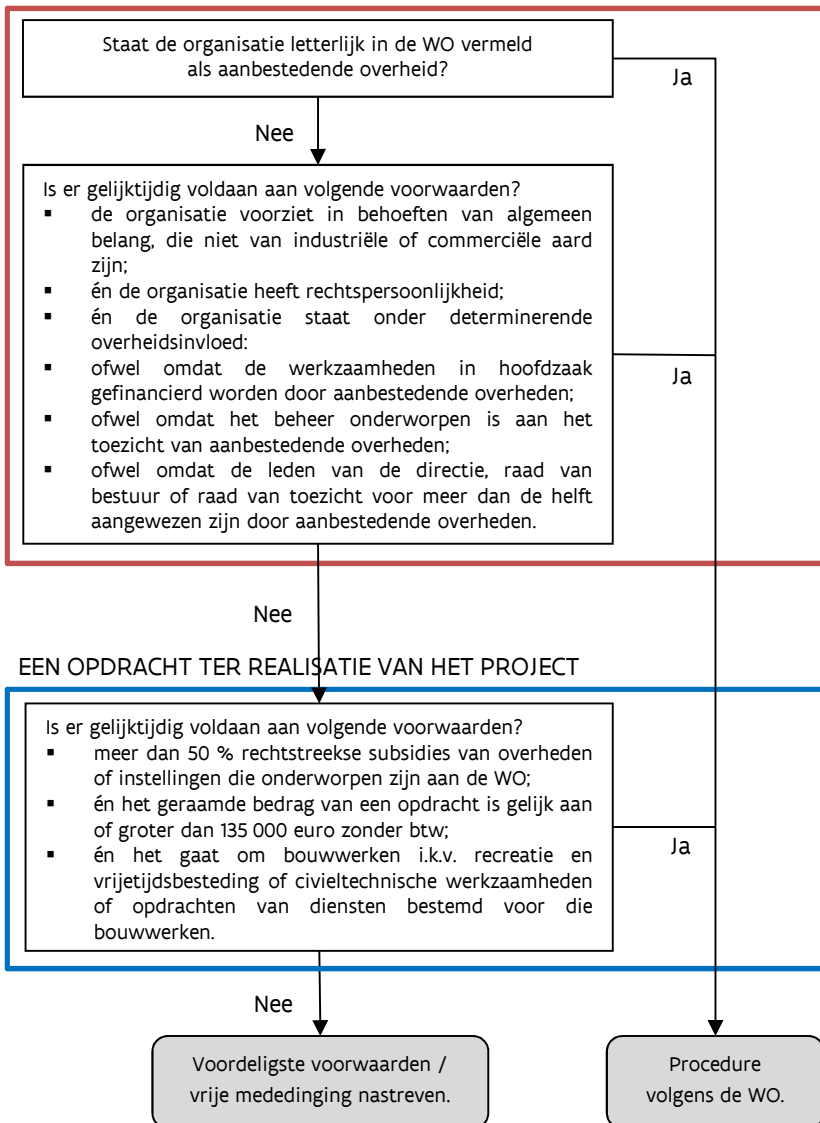 Staat de organisatie letterlijk in de WO vermeld
als aanbestedende overheid?
Ja
Nee
Is er gelijktijdig voldaan aan volgende voorwaarden?
▪ de organisatie voorziet in behoeften van algemeen
belang, die niet van industriële of commerciële aard
zijn;
▪ én de organisatie heeft rechtspersoonlijkheid;
▪ én de organisatie staat onder determinerende
overheidsinvloed:
▪ ofwel omdat de werkzaamheden in hoofdzaak
gefinancierd worden door aanbestedende overheden;
▪ ofwel omdat het beheer onderworpen is aan het
toezicht van aanbestedende overheden;
▪ ofwel omdat de leden van de directie, raad van
bestuur of raad van toezicht voor meer dan de helft
aangewezen zijn door aanbestedende overheden.
Ja
Nee
EEN OPDRACHT TER REALISATIE VAN HET PROJECT
Is er gelijktijdig voldaan aan volgende voorwaarden?
▪ meer dan 50 % rechtstreekse subsidies van overheden
of instellingen die onderworpen zijn aan de WO;
▪ én het geraamde bedrag van een opdracht is gelijk aan
of groter dan 135 000 euro zonder btw;
▪ én het gaat om bouwwerken i.k.v. recreatie en
vrijetijdsbesteding of civieltechnische werkzaamheden
of opdrachten van diensten bestemd voor die
bouwwerken.
Ja
Nee
Voordeligste voorwaarden /
vrije mededinging nastreven.
Procedure
volgens de WO.